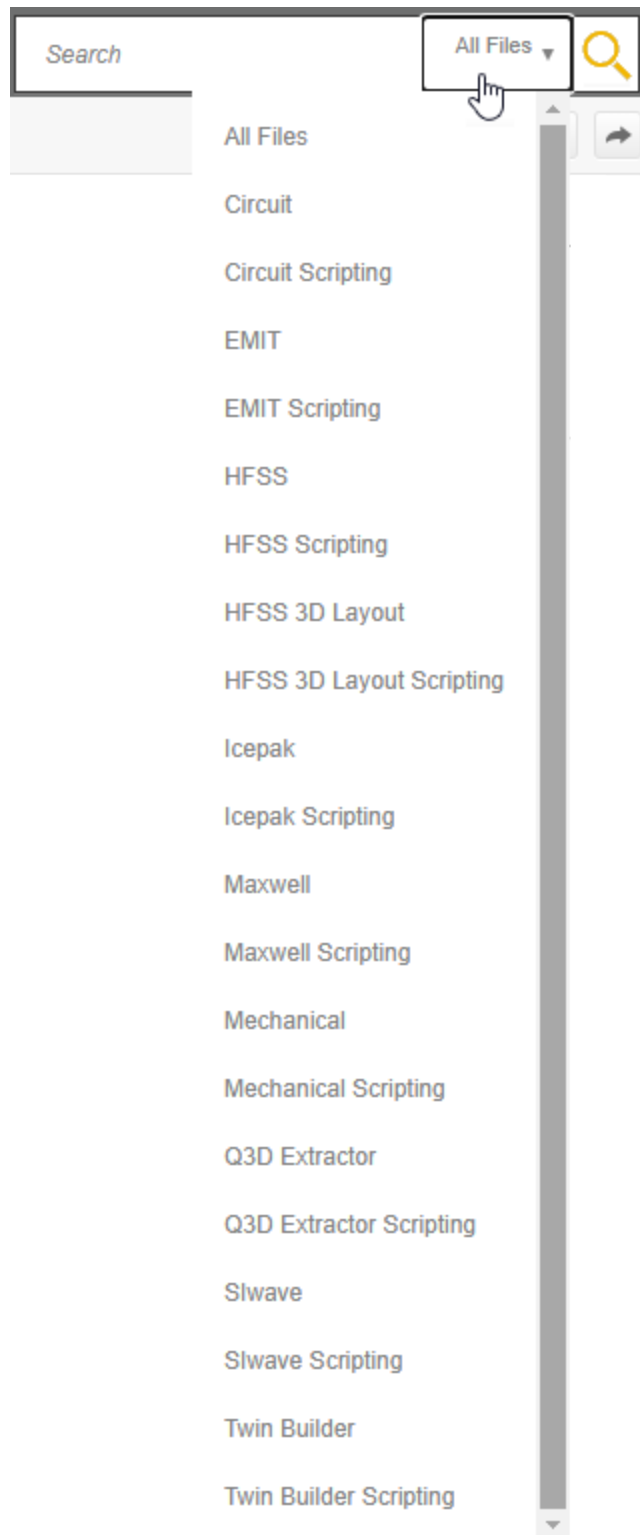 Search
All Files
All Files
Circuit
Circuit Scripting
EMIT
EMIT Scripting
HFSS
HFSS Scripting
HFSS 3D Layout
HFSS 3D Layout Scripting
Icepak
Icepak Scripting
Maxwell
Maxwell Scripting
Mechanical
Mechanical Scripting
Q3D Extractor
Q3D Extractor Scripting
SIwave
SIwave Scripting
Twin Builder
Twin Builder Scripting